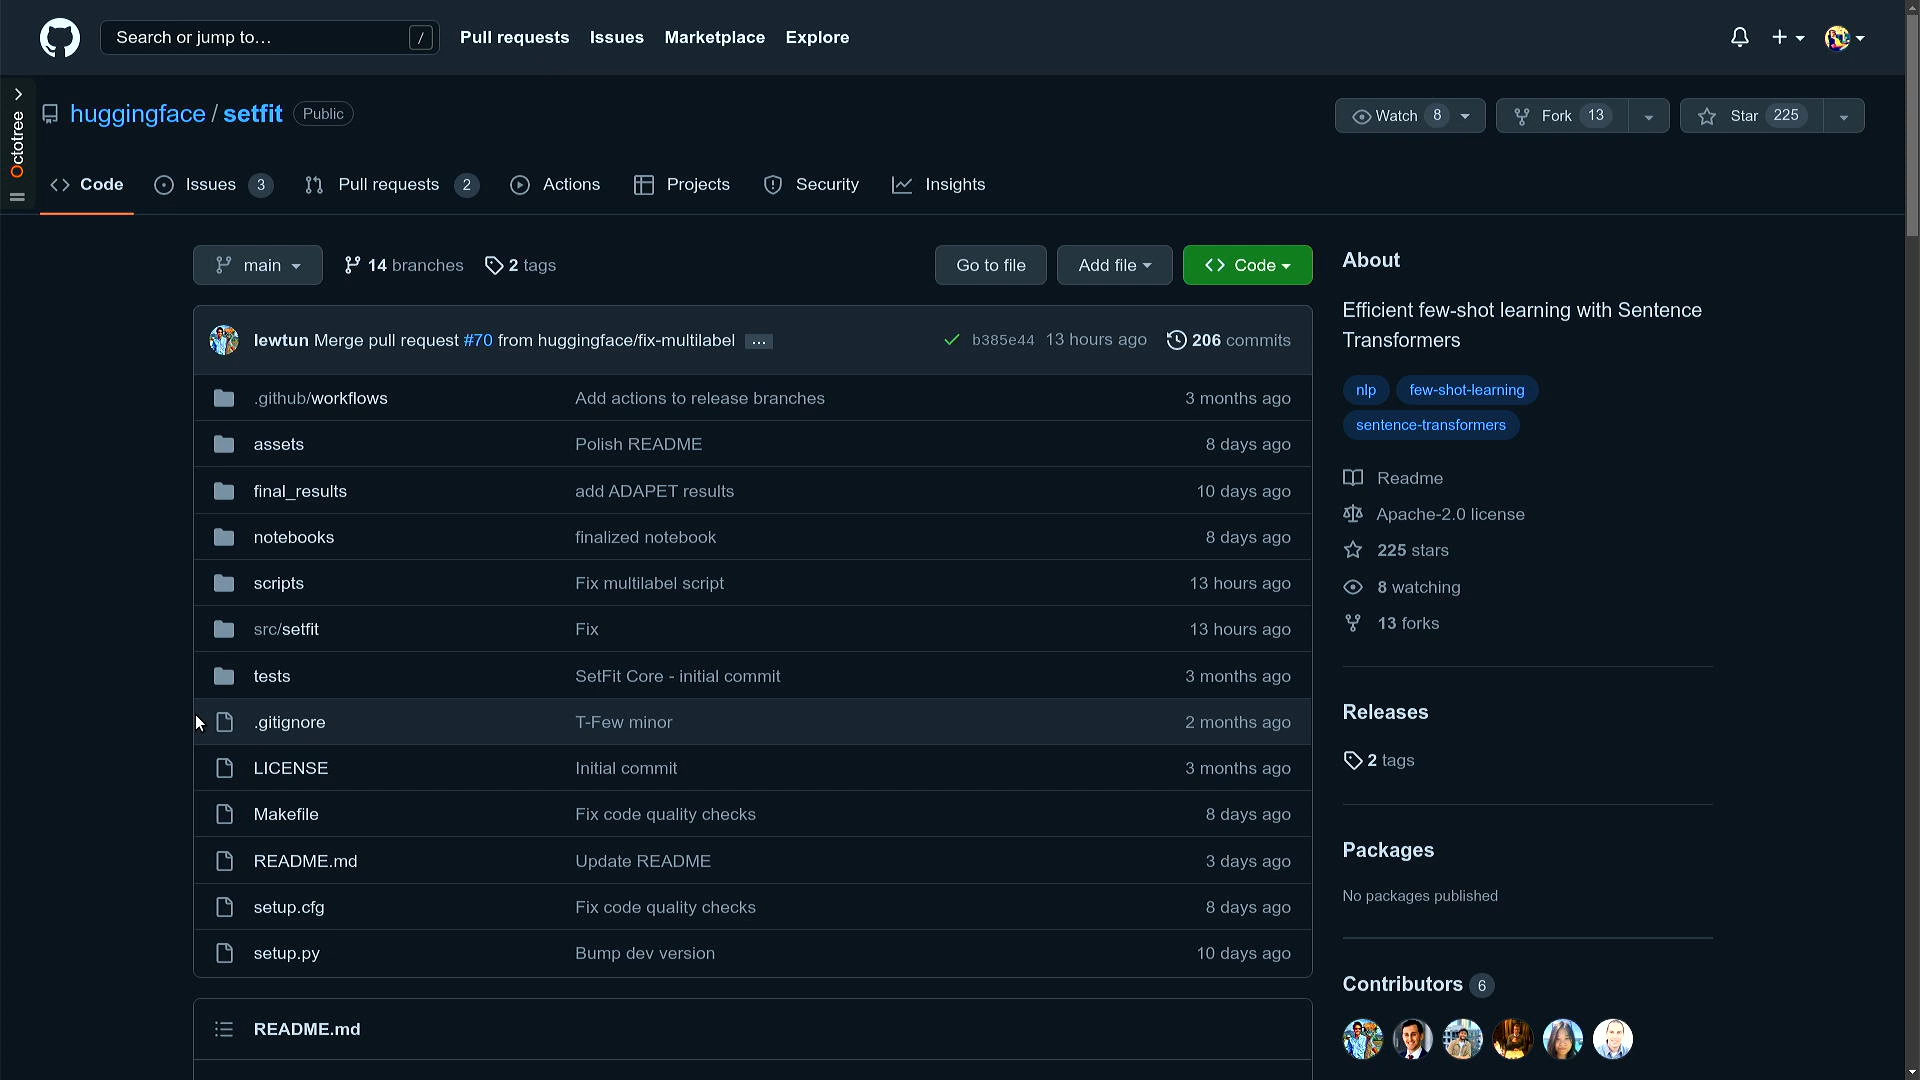 Search or jump to… / Pull requests Issues Marketplace Explore
Octotree
huggingface / setfit Public Watch 8 Fork 13 Star 225
Code Issues 3 Pull requests 2 Actions Projects Security Insights
main 14 branches 2 tags Go to file Add file Code
lewtun Merge pull request #70 from huggingface/fix-multilabel … b385e44 13 hours ago 206 commits
.github/workflows Add actions to release branches 3 months ago
assets Polish README 8 days ago
final_results add ADAPET results 10 days ago
notebooks finalized notebook 8 days ago
scripts Fix multilabel script 13 hours ago
src/setfit Fix 13 hours ago
tests SetFit Core - initial commit 3 months ago
.gitignore T-Few minor 2 months ago
LICENSE Initial commit 3 months ago
Makefile Fix code quality checks 8 days ago
README.md Update README 3 days ago
setup.cfg Fix code quality checks 8 days ago
setup.py Bump dev version 10 days ago
README.md
About
Efficient few-shot learning with Sentence
Transformers
nlp few-shot-learning
sentence-transformers
Readme
Apache-2.0 license
225 stars
8 watching
13 forks
Releases
2 tags
Packages
No packages published
Contributors 6